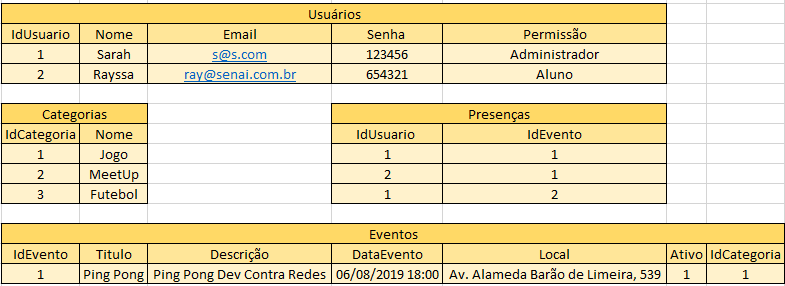 Usuários
IdUsuario Nome Email Senha Permissão
1 Sarah s@s.com 123456 Administrador
2 Rayssa ray@senai.com.br 654321 Aluno
Categorias Presenças
IdCategoria Nome IdUsuario IdEvento
1 Jogo 1 1
2 MeetUp 2 1
3 Futebol 1 2
Eventos
IdEvento Titulo Descrição DataEvento Local Ativo IdCategoria
1 Ping Pong Ping Pong Dev Contra Redes 06/08/2019 18:00 Av. Alameda Barão de Limeira, 539 1 1